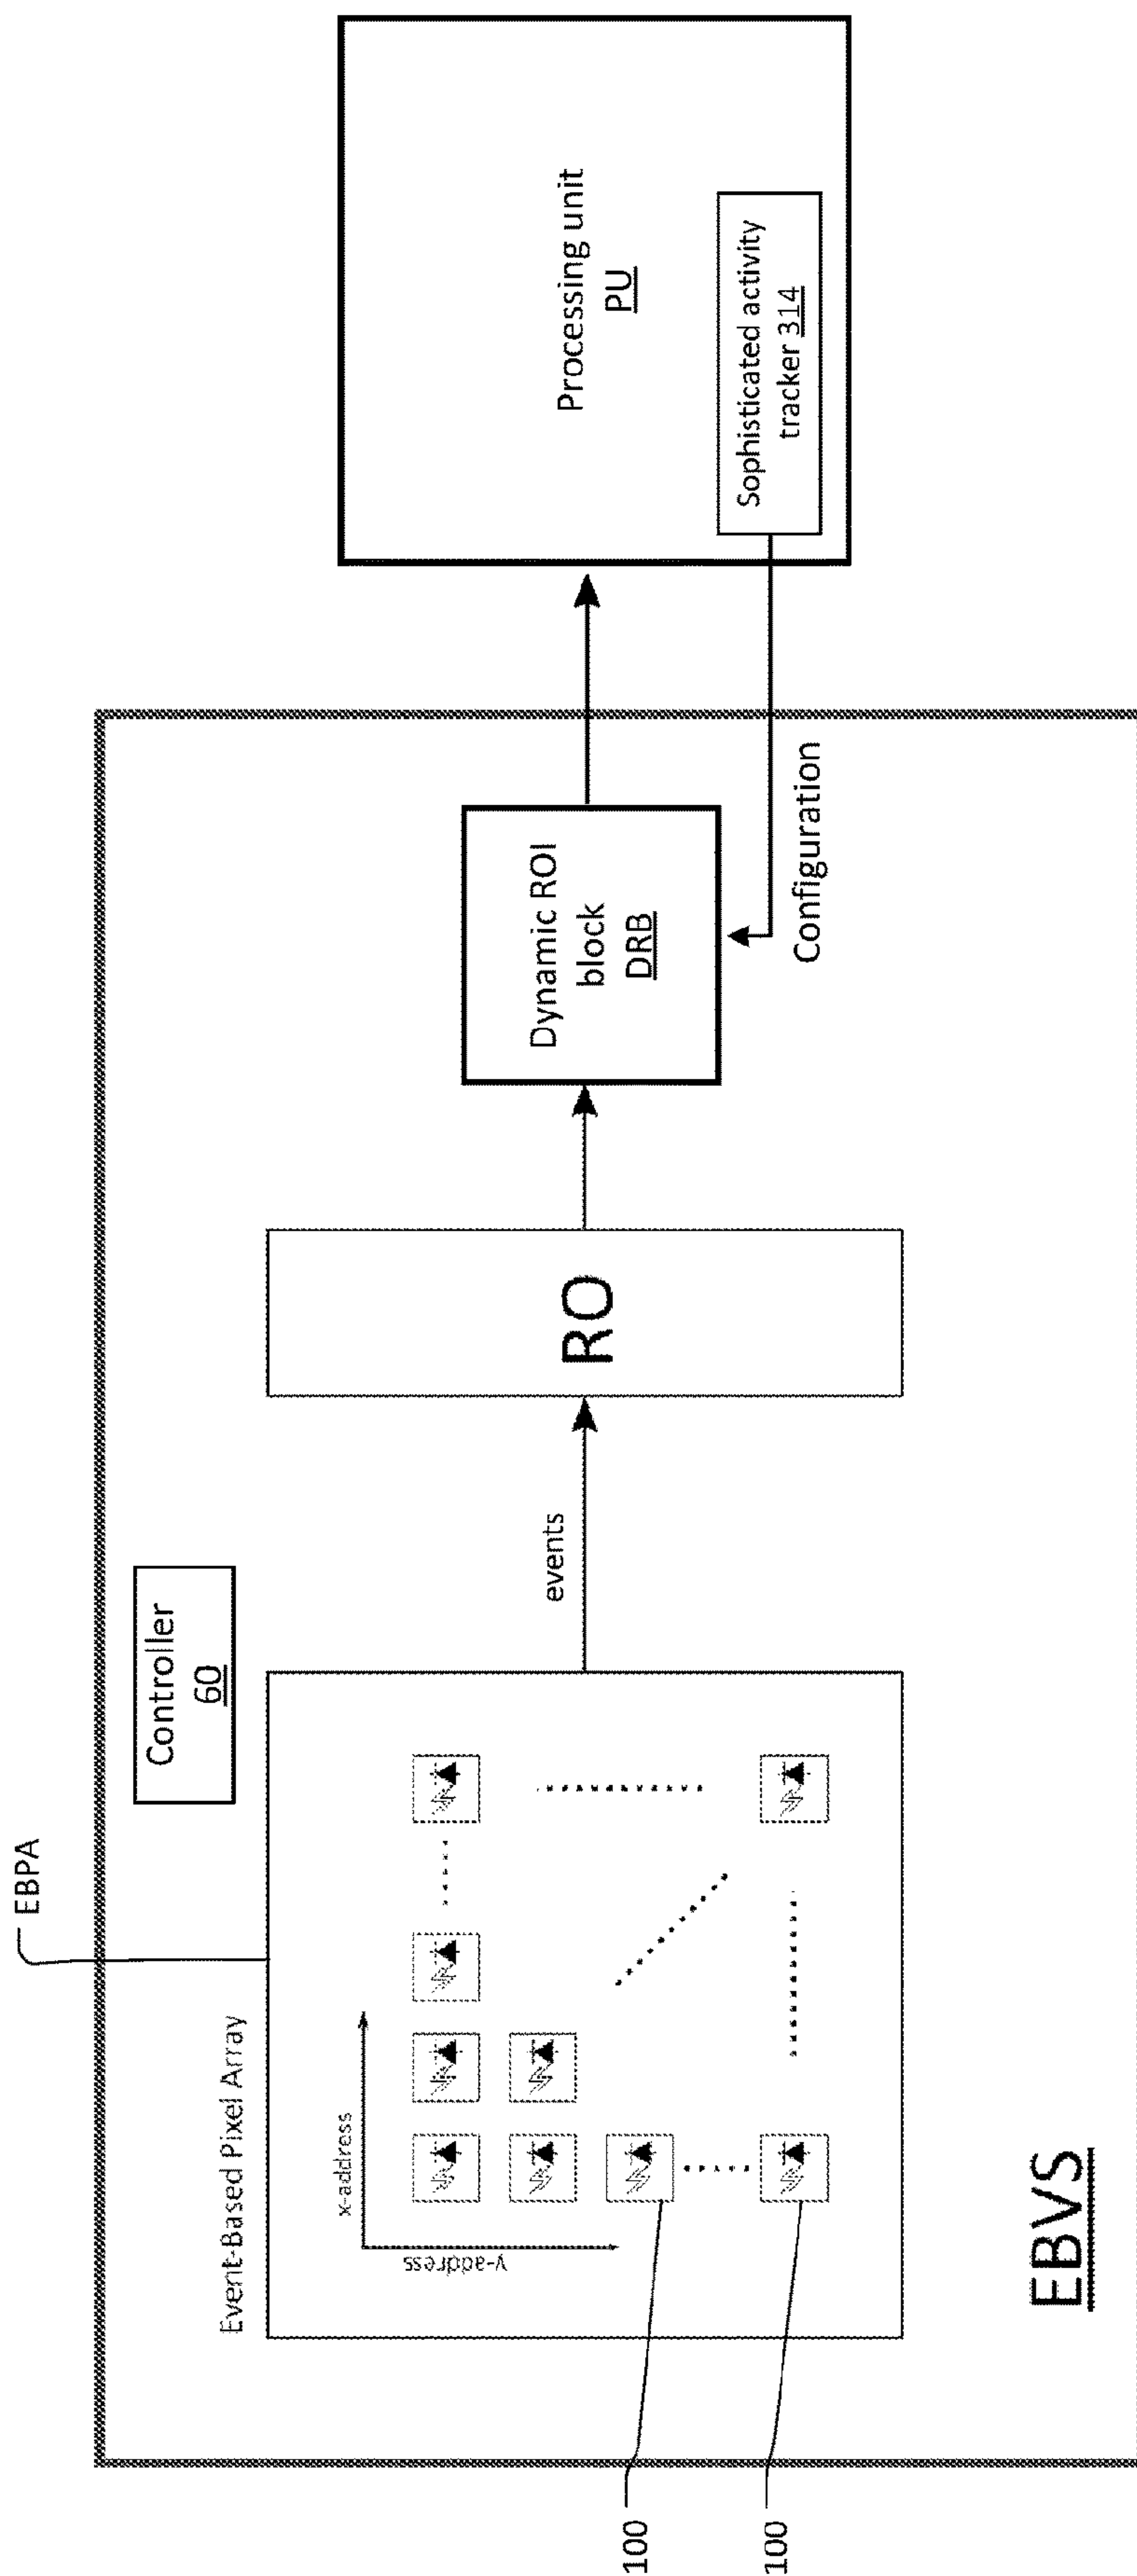 EBPA
Controller
60
Event-Based Pixel Array
x-address
y-address
100
100
events
RO
Dynamic ROI
block
DRB
Configuration
Processing unit
PU
Sophisticated activity
tracker 314
EBVS